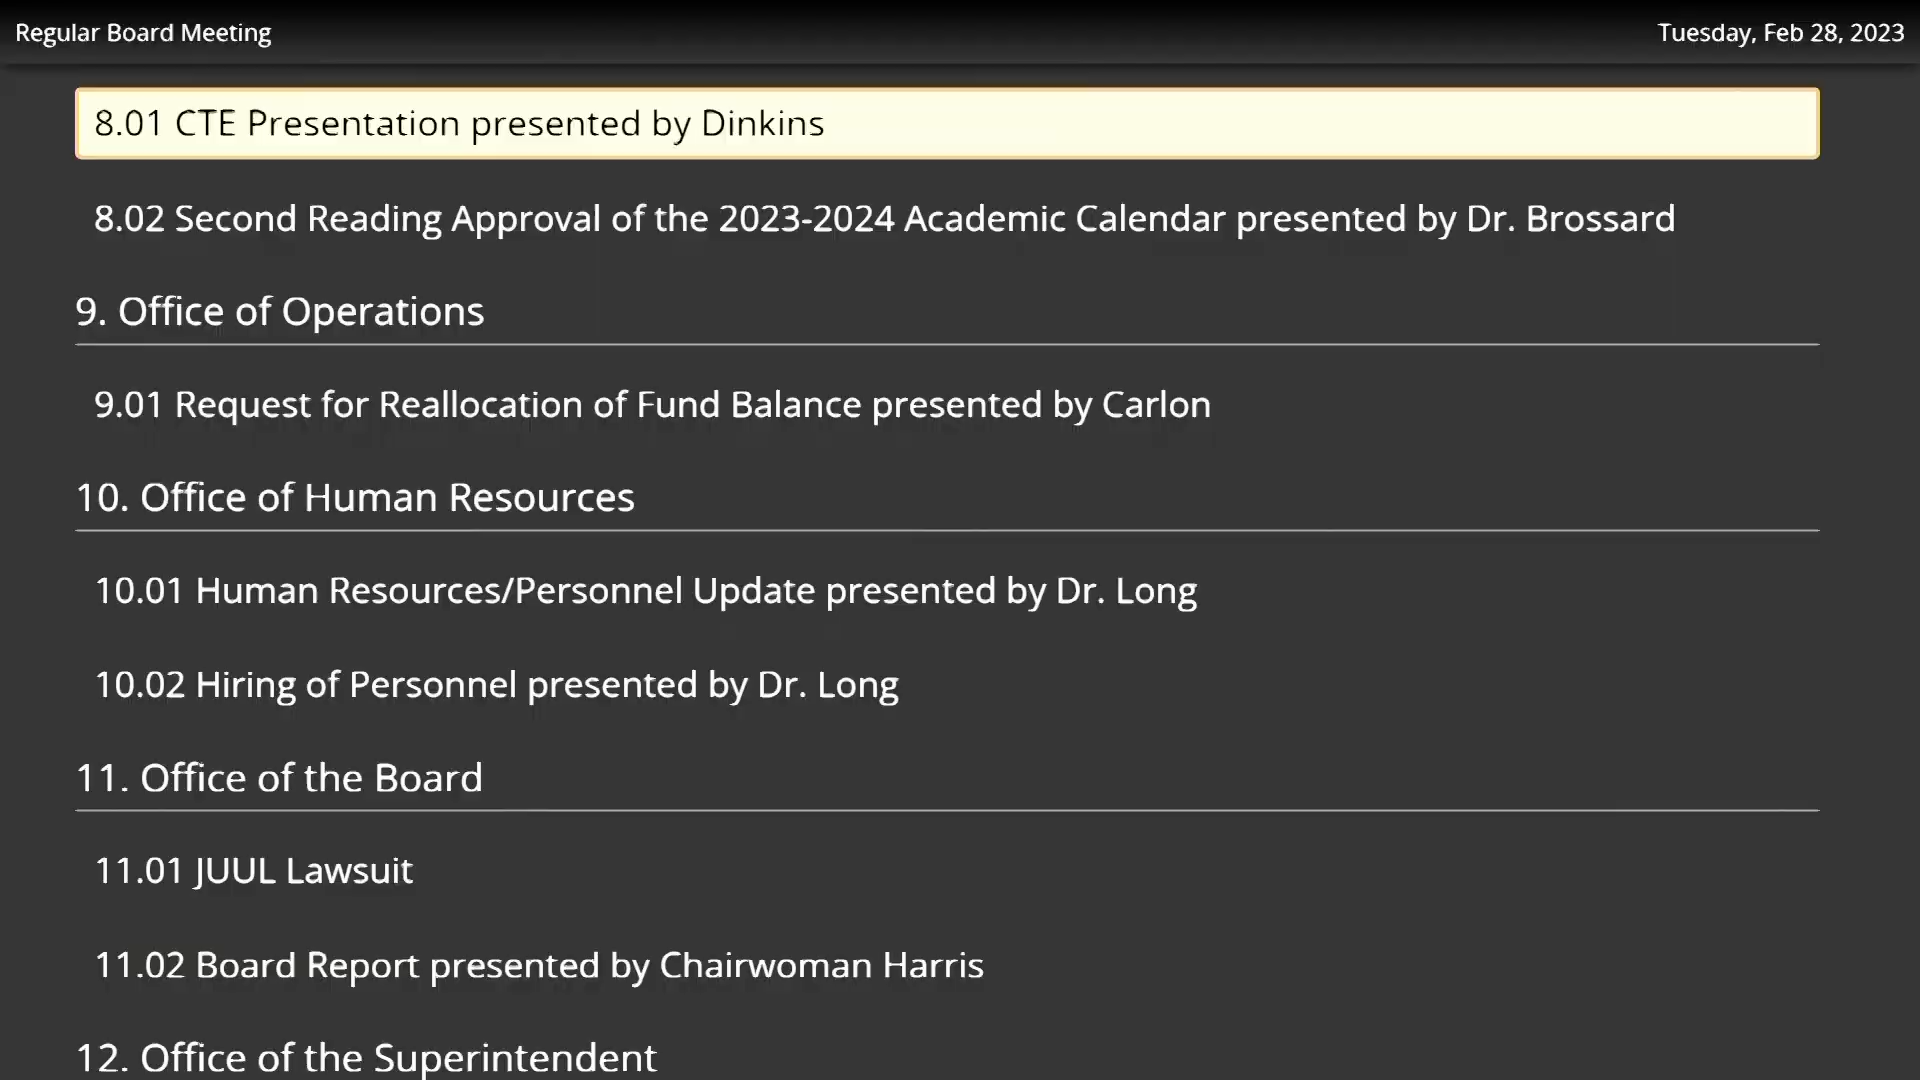 Regular Board Meeting
Tuesday, Feb 28, 2023
8.01 CTE Presentation presented by Dinkins
8.02 Second Reading Approval of the 2023-2024 Academic Calendar presented by Dr. Brossard
9. Office of Operations
9.01 Request for Reallocation of Fund Balance presented by Carlon
10. Office of Human Resources
10.01 Human Resources/Personnel Update presented by Dr. Long
10.02 Hiring of Personnel presented by Dr. Long
11. Office of the Board
11.01 JUUL Lawsuit
11.02 Board Report presented by Chairwoman Harris
12. Office of the Superintendent